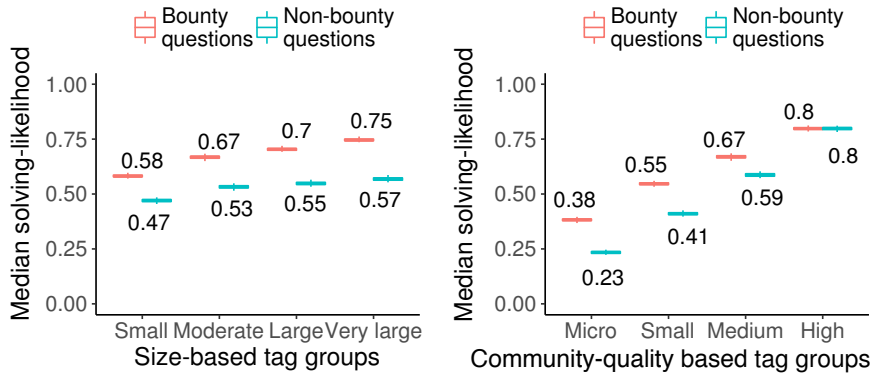 Bounty questions
Non-bounty questions
Median solving-likelihood
1.00
0.75
0.50
0.25
0.00
0.58
0.67
0.7
0.75
0.47
0.53
0.55
0.57
Small
Moderate
Large
Very large
Size-based tag groups
Bounty questions
Non-bounty questions
Median solving-likelihood
1.00
0.75
0.50
0.25
0.00
0.38
0.55
0.67
0.8
0.23
0.41
0.59
0.8
Micro
Small
Medium
High
Community-quality based tag groups